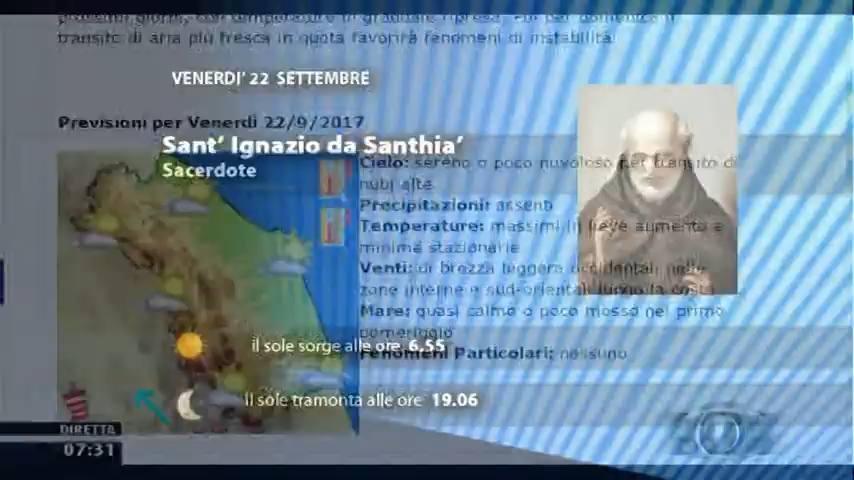 transito di aria più fresca in quota favorirà fenomeni di instabilità
VENERDI' 22 SETTEMBRE
Previsioni per Venerdì 22/9/2017
Sant' Ignazio da Santhia'
Sacerdote
Cielo: sereno o poco nuvoloso per transito di
nubi alte
Precipitazioni: assenti
Temperature: massime in lieve aumento e
minime stazionarie
Venti: di brezza leggera occidentali nelle
zone interne e sud-orientali lungo la costa
Mare: quasi calmo o poco mosso nel primo
pomeriggio
il sole sorge alle ore 6.55
Fenomeni Particolari: nessuno
il sole tramonta alle ore 19.06
DIRETTA
07:31